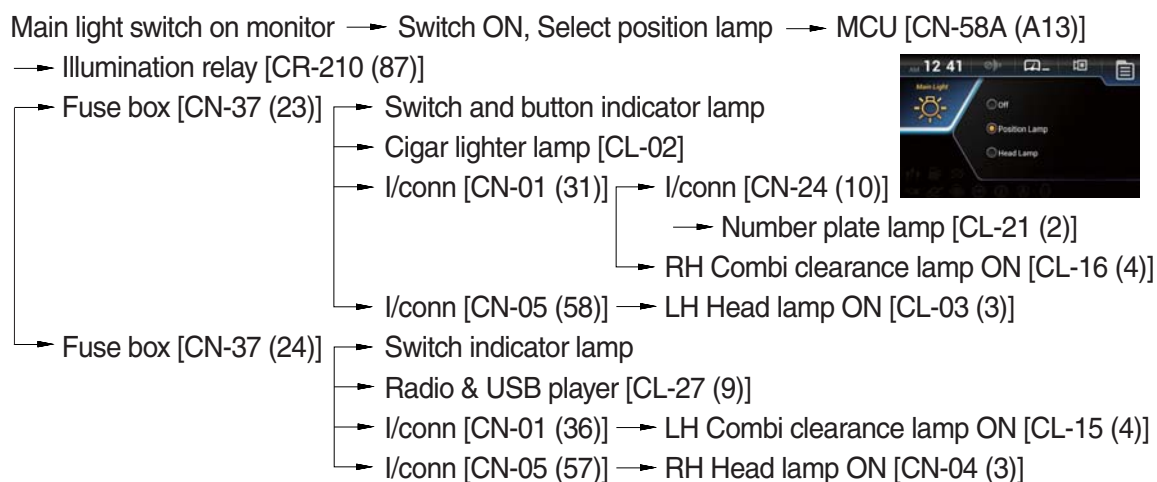 Main light switch on monitor → Switch ON, Select position lamp → MCU [CN-58A (A13)]
→ Illumination relay [CR-210 (87)]
→ Fuse box [CN-37 (23)] → Switch and button indicator lamp
→ Cigar lighter lamp [CL-02]
→ I/conn [CN-01 (31)] → I/conn [CN-24 (10)]
→ Number plate lamp [CL-21 (2)]
→ RH Combi clearance lamp ON [CL-16 (4)]
→ I/conn [CN-05 (58)] → LH Head lamp ON [CL-03 (3)]
→ Fuse box [CN-37 (24)] → Switch indicator lamp
→ Radio & USB player [CL-27 (9)]
→ I/conn [CN-01 (36)] → LH Combi clearance lamp ON [CL-15 (4)]
→ I/conn [CN-05 (57)] → RH Head lamp ON [CN-04 (3)]
AM 12 41
Main Light
Off
Position Lamp
Head Lamp